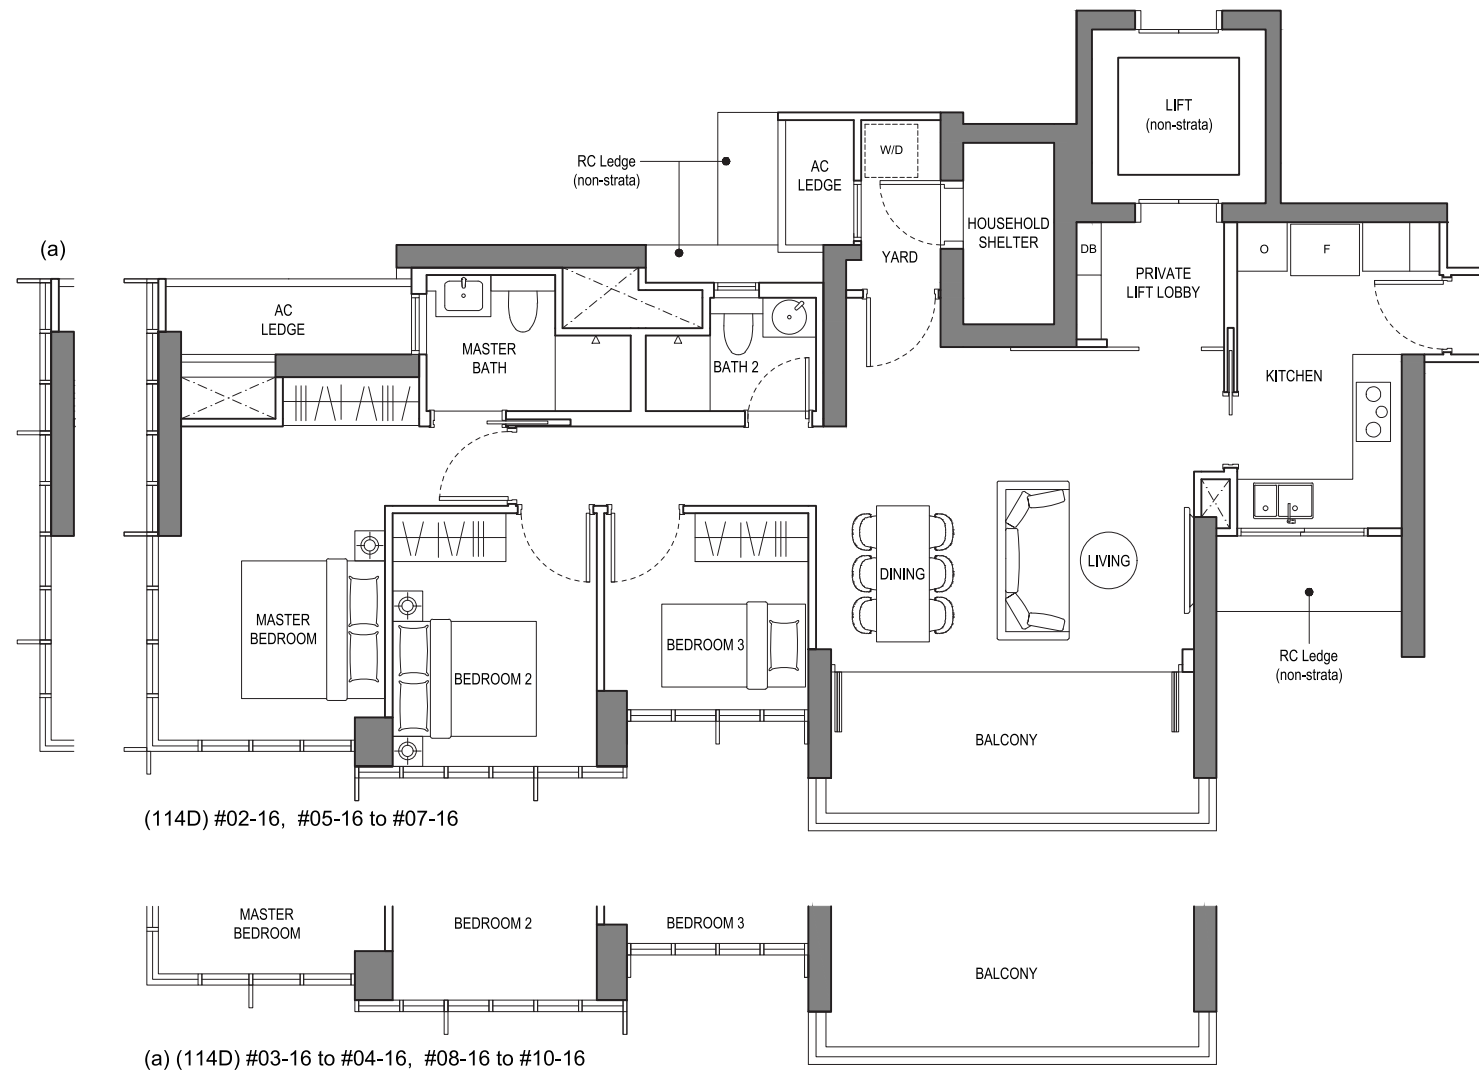 LIFT
(non-strata)
RC Ledge
(non-strata)
AC
LEDGE
W/D
HOUSEHOLD
SHELTER
YARD
DB
PRIVATE
LIFT LOBBY
O
F
(a)
AC
LEDGE
MASTER
BATH
BATH 2
KITCHEN
MASTER
BEDROOM
BEDROOM 2
BEDROOM 3
DINING
LIVING
RC Ledge
(non-strata)
BALCONY
(114D) #02-16, #05-16 to #07-16
MASTER
BEDROOM
BEDROOM 2
BEDROOM 3
BALCONY
(a) (114D) #03-16 to #04-16, #08-16 to #10-16